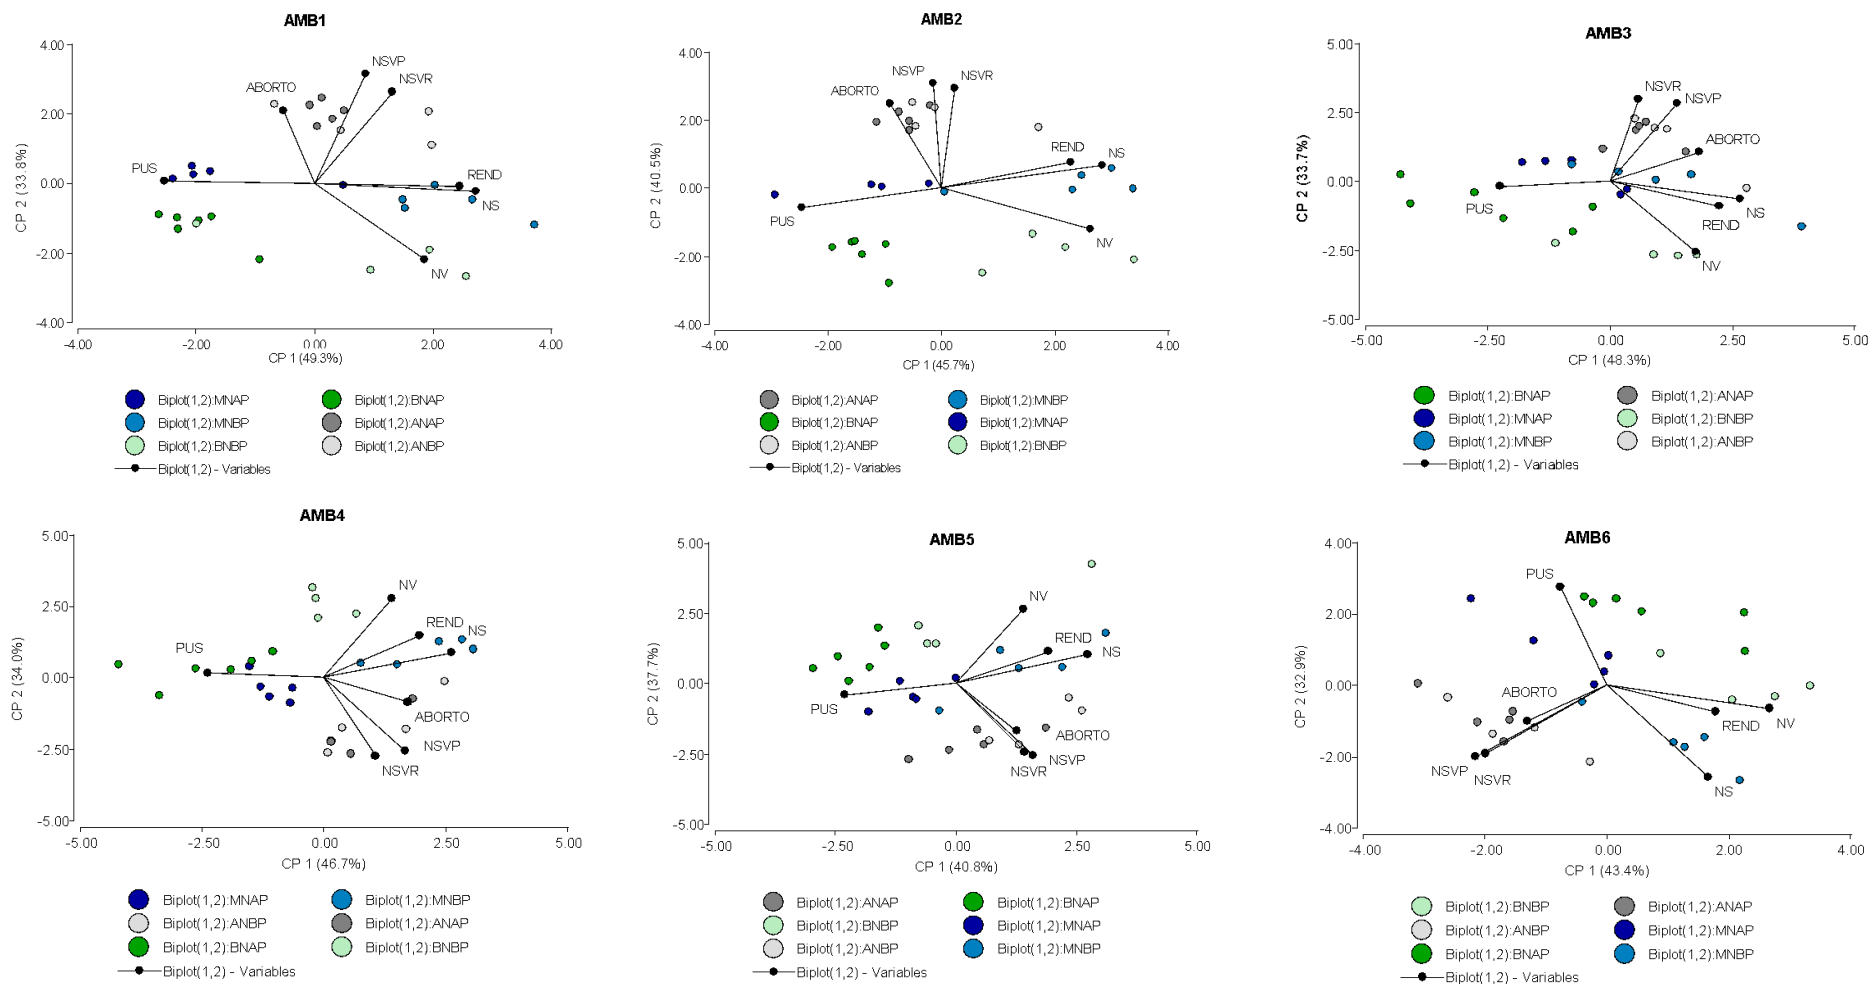 AMB1
4.00
NSVP
NSVR
ABORTO
2.00
PUS
CP 2 (33.8%)
0.00
REND
NS
-2.00
NV
-4.00
-4.00 -2.00 0.00 2.00 4.00
CP 1 (49.3%)
Biplot(1,2):MNAP Biplot(1,2):BNAP
Biplot(1,2):MNBP Biplot(1,2):ANAP
Biplot(1,2):BNBP Biplot(1,2):ANBP
Biplot(1,2) - Variables
AMB2
4.00
NSVP NSVR
ABORTO
2.00
REND NS
CP 2 (40.5%)
0.00
PUS
NV
-2.00
-4.00
-4.00 -2.00 0.00 2.00 4.00
CP 1 (45.7%)
Biplot(1,2):ANAP Biplot(1,2):MNBP
Biplot(1,2):BNAP Biplot(1,2):MNAP
Biplot(1,2):ANBP Biplot(1,2):BNBP
Biplot(1,2) - Variables
AMB3
5.00
NSVR
NSVP
2.50
ABORTO
CP 2 (33.7%)
0.00
PUS
NS
REND
NV
-2.50
-5.00
-5.00 -2.50 0.00 2.50 5.00
CP 1 (48.3%)
Biplot(1,2):BNAP Biplot(1,2):ANAP
Biplot(1,2):MNAP Biplot(1,2):BNBP
Biplot(1,2):MNBP Biplot(1,2):ANBP
Biplot(1,2) - Variables
AMB4
5.00
NV
2.50
REND NS
PUS
CP 2 (34.0%)
0.00
ABORTO
NSVP
-2.50
NSVR
-5.00
-5.00 -2.50 0.00 2.50 5.00
CP 1 (46.7%)
Biplot(1,2):MNAP Biplot(1,2):MNBP
Biplot(1,2):ANBP Biplot(1,2):ANAP
Biplot(1,2):BNAP Biplot(1,2):BNBP
Biplot(1,2) - Variables
AMB5
5.00
NV
2.50
REND
NS
CP 2 (37.7%)
0.00
PUS
ABORTO
-2.50
NSVP
NSVR
-5.00
-5.00 -2.50 0.00 2.50 5.00
CP 1 (40.8%)
Biplot(1,2):ANAP Biplot(1,2):BNAP
Biplot(1,2):BNBP Biplot(1,2):MNAP
Biplot(1,2):ANBP Biplot(1,2):MNBP
Biplot(1,2) - Variables
AMB6
4.00
PUS
2.00
CP 2 (32.9%)
0.00
ABORTO
REND NV
-2.00
NSVP NSVR
NS
-4.00
-4.00 -2.00 0.00 2.00 4.00
CP 1 (43.4%)
Biplot(1,2):BNBP Biplot(1,2):ANAP
Biplot(1,2):ANBP Biplot(1,2):MNAP
Biplot(1,2):BNAP Biplot(1,2):MNBP
Biplot(1,2) - Variables